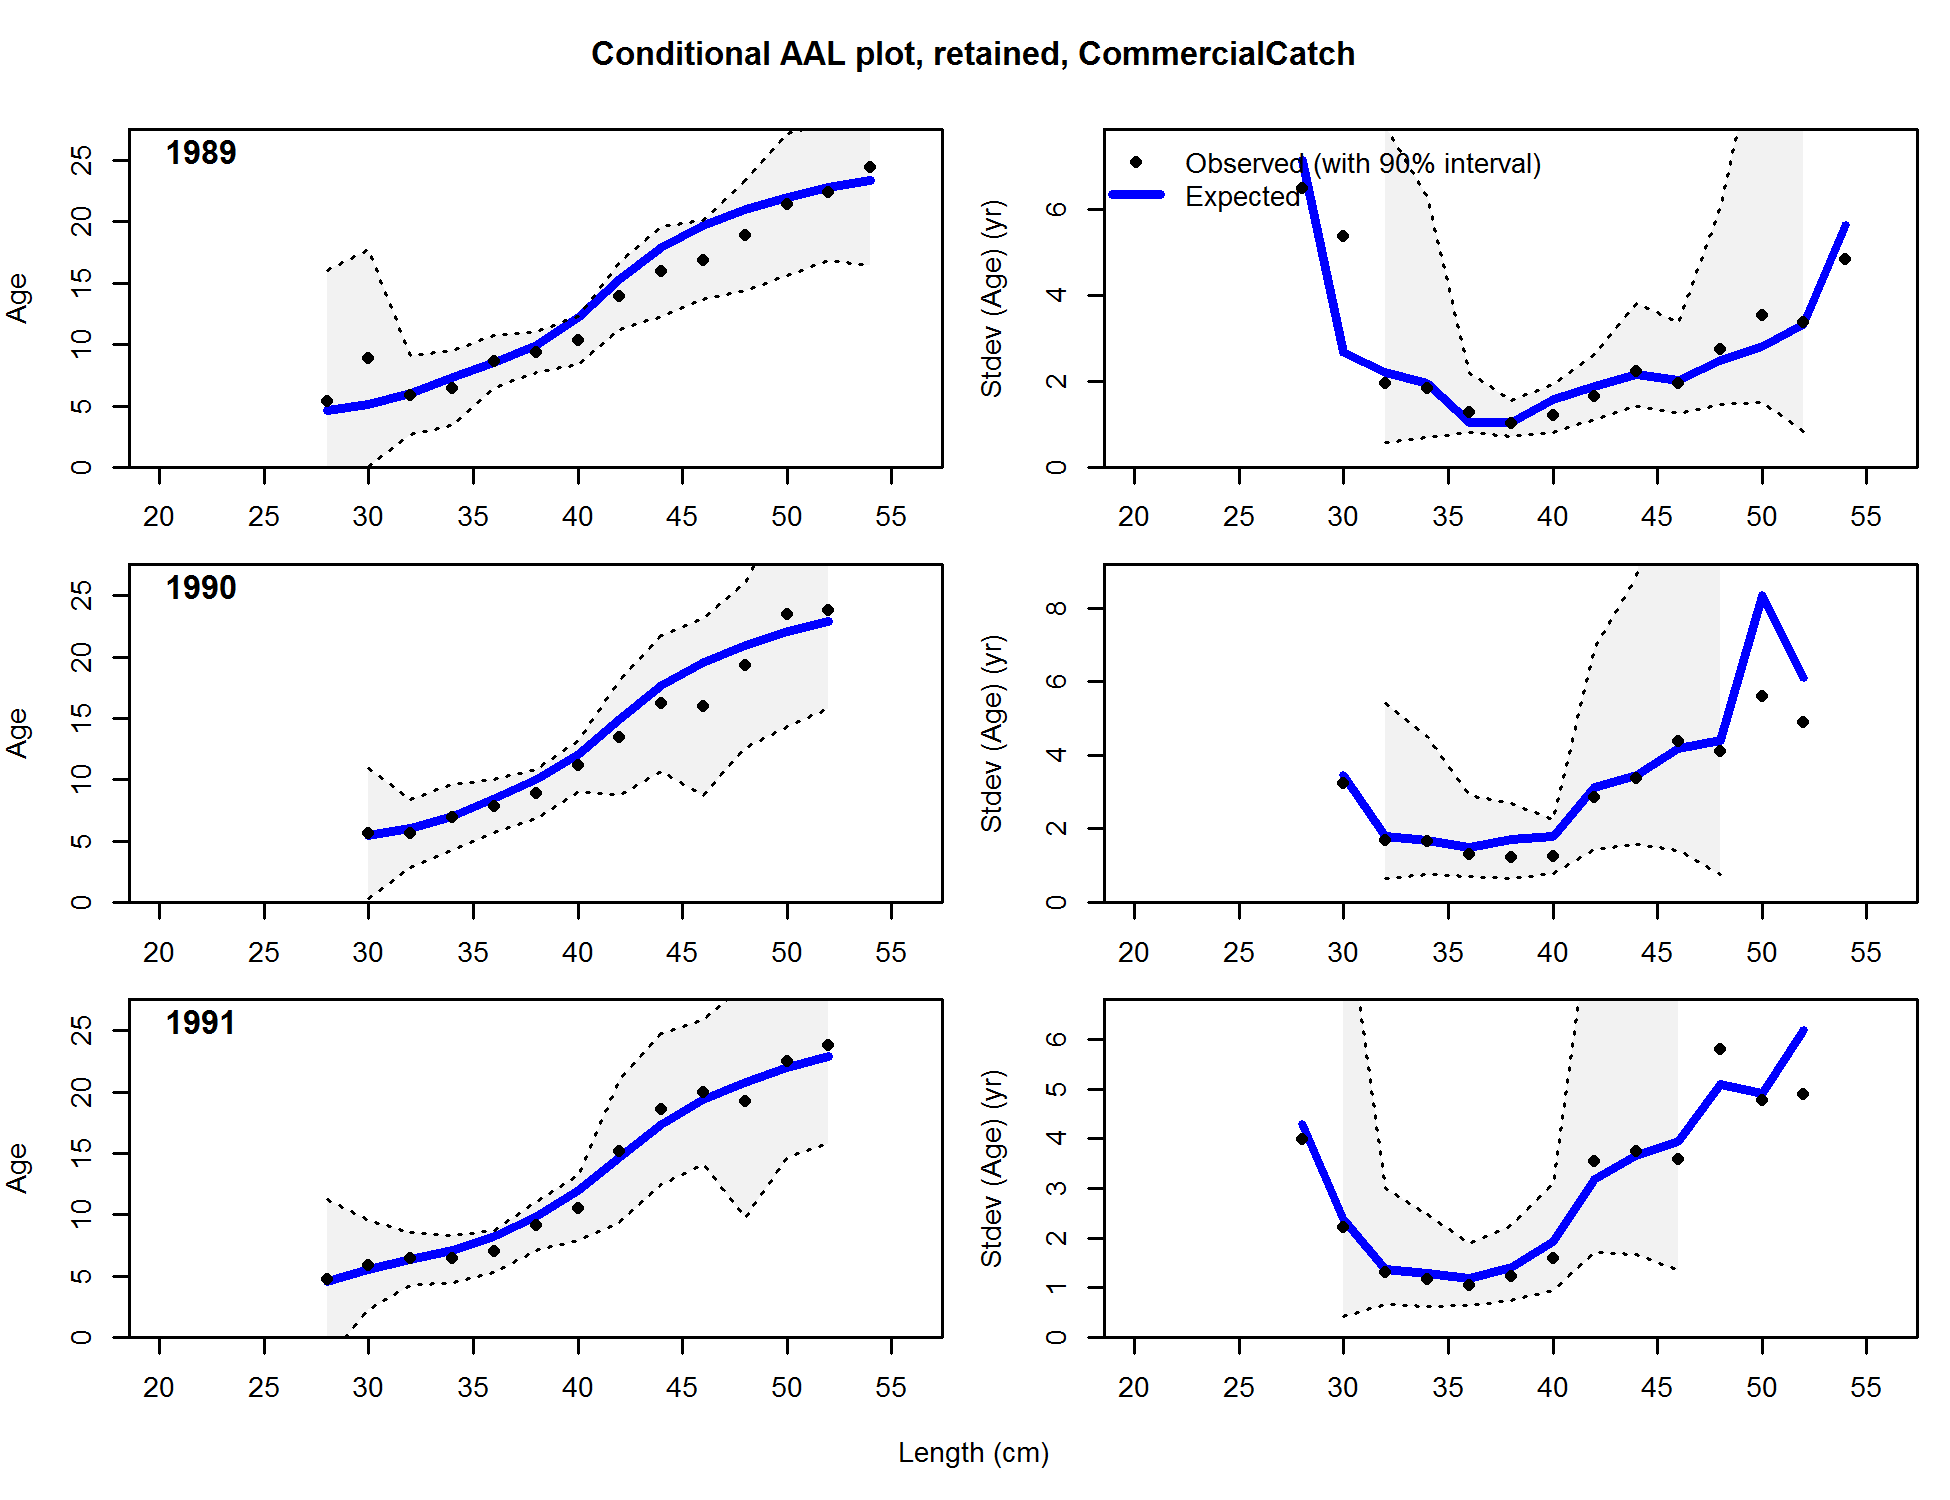 Conditional AAL plot, retained, CommercialCatch
1989
Age
0 5 10 15 20 25
20 25 30 35 40 45 50 55
Observed (with 90% interval)
Expected
Stdev (Age) (yr)
0 2 4 6
20 25 30 35 40 45 50 55
1990
Age
0 5 10 15 20 25
20 25 30 35 40 45 50 55
Stdev (Age) (yr)
0 2 4 6 8
20 25 30 35 40 45 50 55
1991
Age
0 5 10 15 20 25
20 25 30 35 40 45 50 55
Stdev (Age) (yr)
0 1 2 3 4 5 6
20 25 30 35 40 45 50 55
Length (cm)